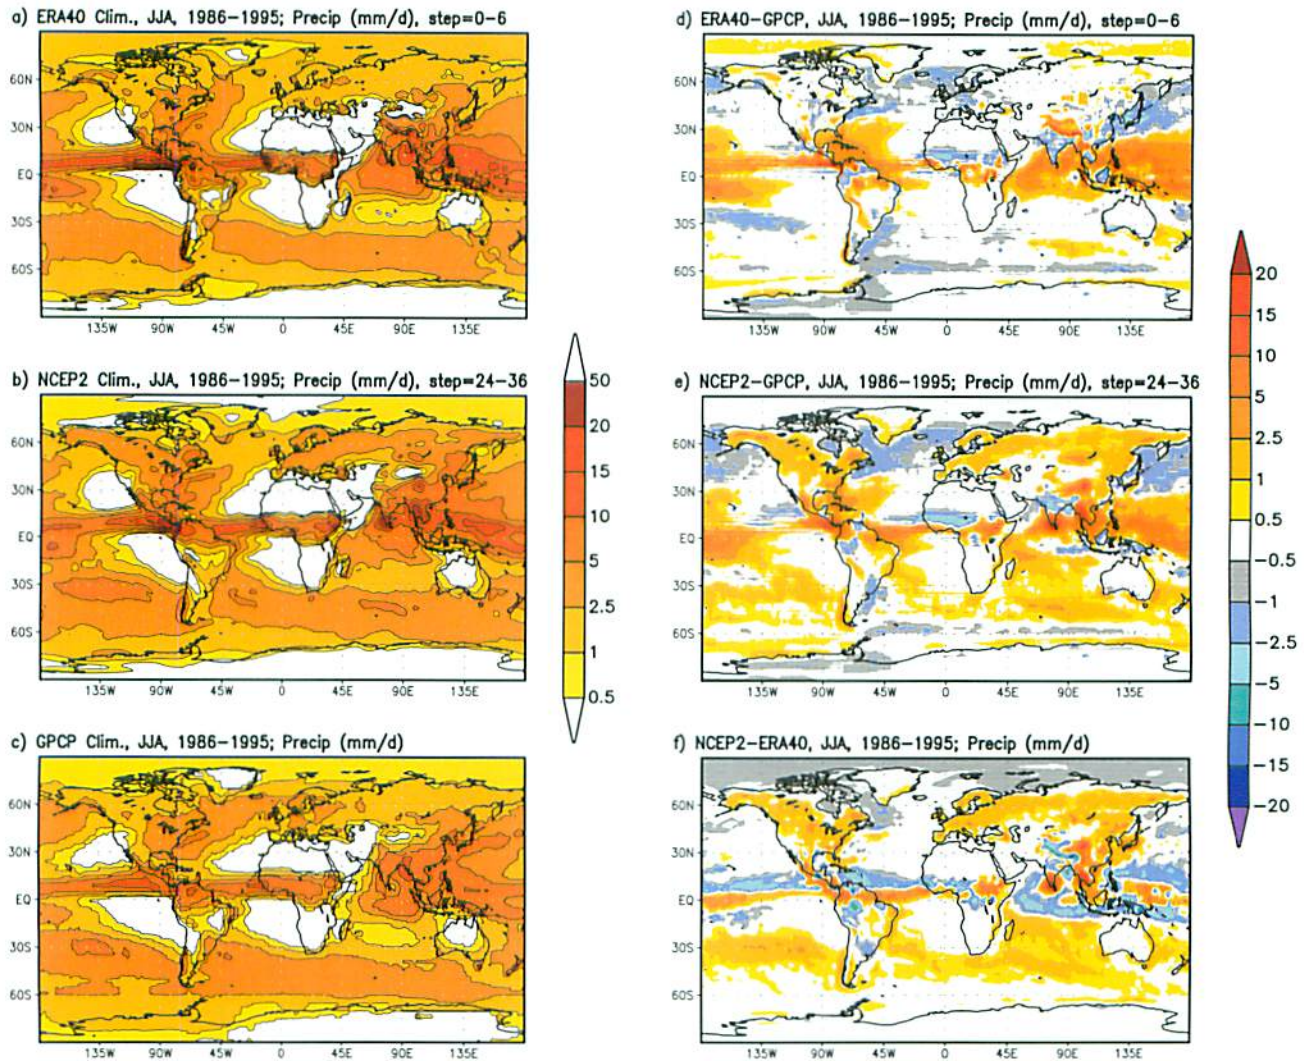 a) ERA40 Clim., JJA, 1986-1995; Precip (mm/d), step=0-6
60N
30N
EQ
30S
60S
135W 90W 45W 0 45E 90E 135E
b) NCEP2 Clim., JJA, 1986-1995; Precip (mm/d), step=24-36
60N
30N
EQ
30S
60S
135W 90W 45W 0 45E 90E 135E
c) GPCP Clim., JJA, 1986-1995; Precip (mm/d)
60N
30N
EQ
30S
60S
135W 90W 45W 0 45E 90E 135E
50
20
15
10
5
2.5
1
0.5
d) ERA40-GPCP, JJA, 1986-1995; Precip (mm/d), step=0-6
60N
30N
EQ
30S
60S
135W 90W 45W 0 45E 90E 135E
e) NCEP2-GPCP, JJA, 1986-1995; Precip (mm/d), step=24-36
60N
30N
EQ
30S
60S
135W 90W 45W 0 45E 90E 135E
f) NCEP2-ERA40, JJA, 1986-1995; Precip (mm/d)
60N
30N
EQ
30S
60S
135W 90W 45W 0 45E 90E 135E
20
15
10
5
2.5
1
0.5
-0.5
-1
-2.5
-5
-10
-15
-20